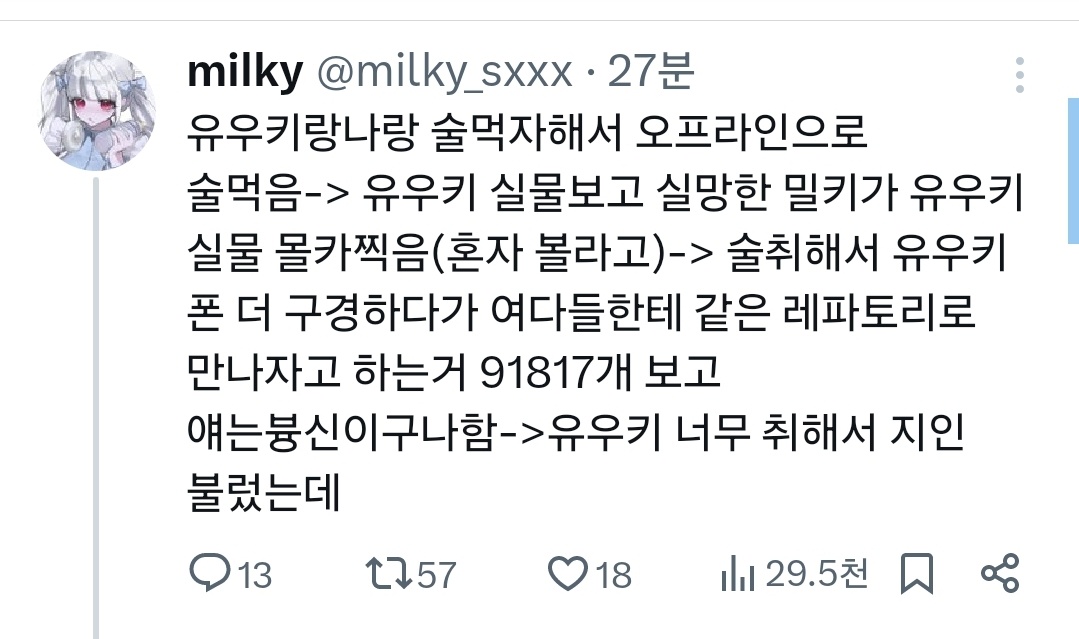 milky @milky_sxxx · 27분
유우키랑나랑 술먹자해서 오프라인으로
술먹음-> 유우키 실물보고 실망한 밀키가 유우키
실물 몰카찍음(혼자 볼라고)-> 술취해서 유우키
폰 더 구경하다가 여다들한테 같은 레파토리로
만나자고 하는거 91817개 보고
얘는븅신이구나함->유우키 너무 취해서 지인
불렀는데
13 57 18 29.5천